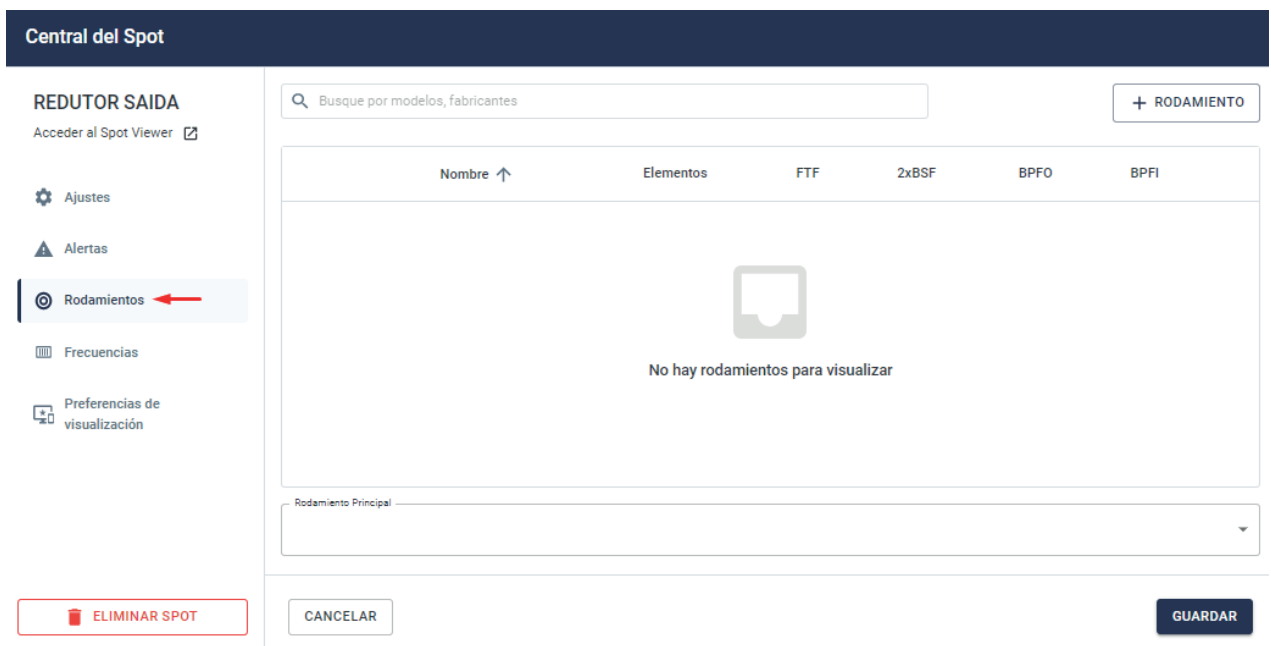 Central del Spot
REDUTOR SAIDA
Acceder al Spot Viewer
Ajustes
Alertas
Rodamientos
Frecuencias
Preferencias de
visualización
ELIMINAR SPOT
Busque por modelos, fabricantes
+ RODAMIENTO
Nombre Elementos FTF 2xBSF BPFO BPFI
No hay rodamientos para visualizar
Rodamiento Principal
CANCELAR
GUARDAR